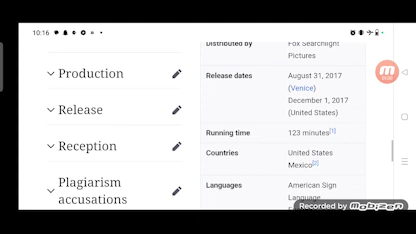 10:16
Production
Release
Reception
Plagiarism
accusations
Distributed by
Fox Searchlight
Pictures
Release dates
August 31, 2017
(Venice)
December 1, 2017
(United States)
Running time
123 minutes[1]
Countries
United States
Mexico[2]
Languages
American Sign
Language
Recorded by
MOBIZEN